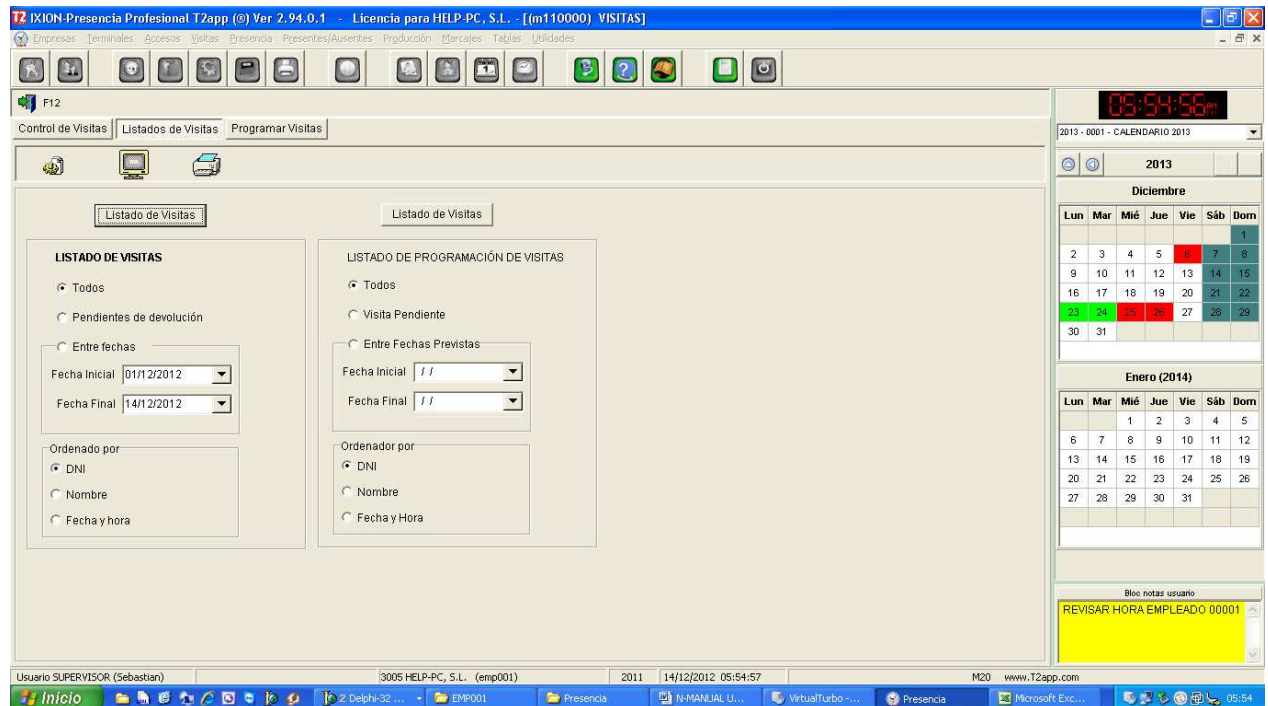 T2 IXION-Presencia Profesional T2app (®) Ver 2.94.0.1 - Licencia para HELP-PC, S.L. - [(m110000) VISITAS]
Empresas Terminales Accesos Visitas Presencia Presentes/Ausentes Producción Marcajes Tablas Utilidades
F12
Control de Visitas Listados de Visitas Programar Visitas
Listado de Visitas Listado de Visitas
LISTADO DE VISITAS
Todos
Pendientes de devolución
Entre fechas
Fecha Inicial 01/12/2012
Fecha Final 14/12/2012
Ordenado por
DNI
Nombre
Fecha y hora
LISTADO DE PROGRAMACIÓN DE VISITAS
Todos
Visita Pendiente
Entre Fechas Previstas
Fecha Inicial / /
Fecha Final / /
Ordenador por
DNI
Nombre
Fecha y Hora
05:54:56 AM
2013 - 0001 - CALENDARIO 2013
2013
Diciembre
Lun Mar Mié Jue Vie Sáb Dom
1
2 3 4 5 6 7 8
9 10 11 12 13 14 15
16 17 18 19 20 21 22
23 24 25 26 27 28 29
30 31
Enero (2014)
Lun Mar Mié Jue Vie Sáb Dom
1 2 3 4 5
6 7 8 9 10 11 12
13 14 15 16 17 18 19
20 21 22 23 24 25 26
27 28 29 30 31
Bloc notas usuario
REVISAR HORA EMPLEADO 00001
Usuario SUPERVISOR (Sebastian) 3005 HELP-PC, S.L. (emp001) 2011 14/12/2012 05:54:57 M20 www.T2app.com
Inicio 2 Delphi-32 ... EMP001 Presencia N-MANUAL U... VirtualTurbo -... Presencia Microsoft Exc... 05:54